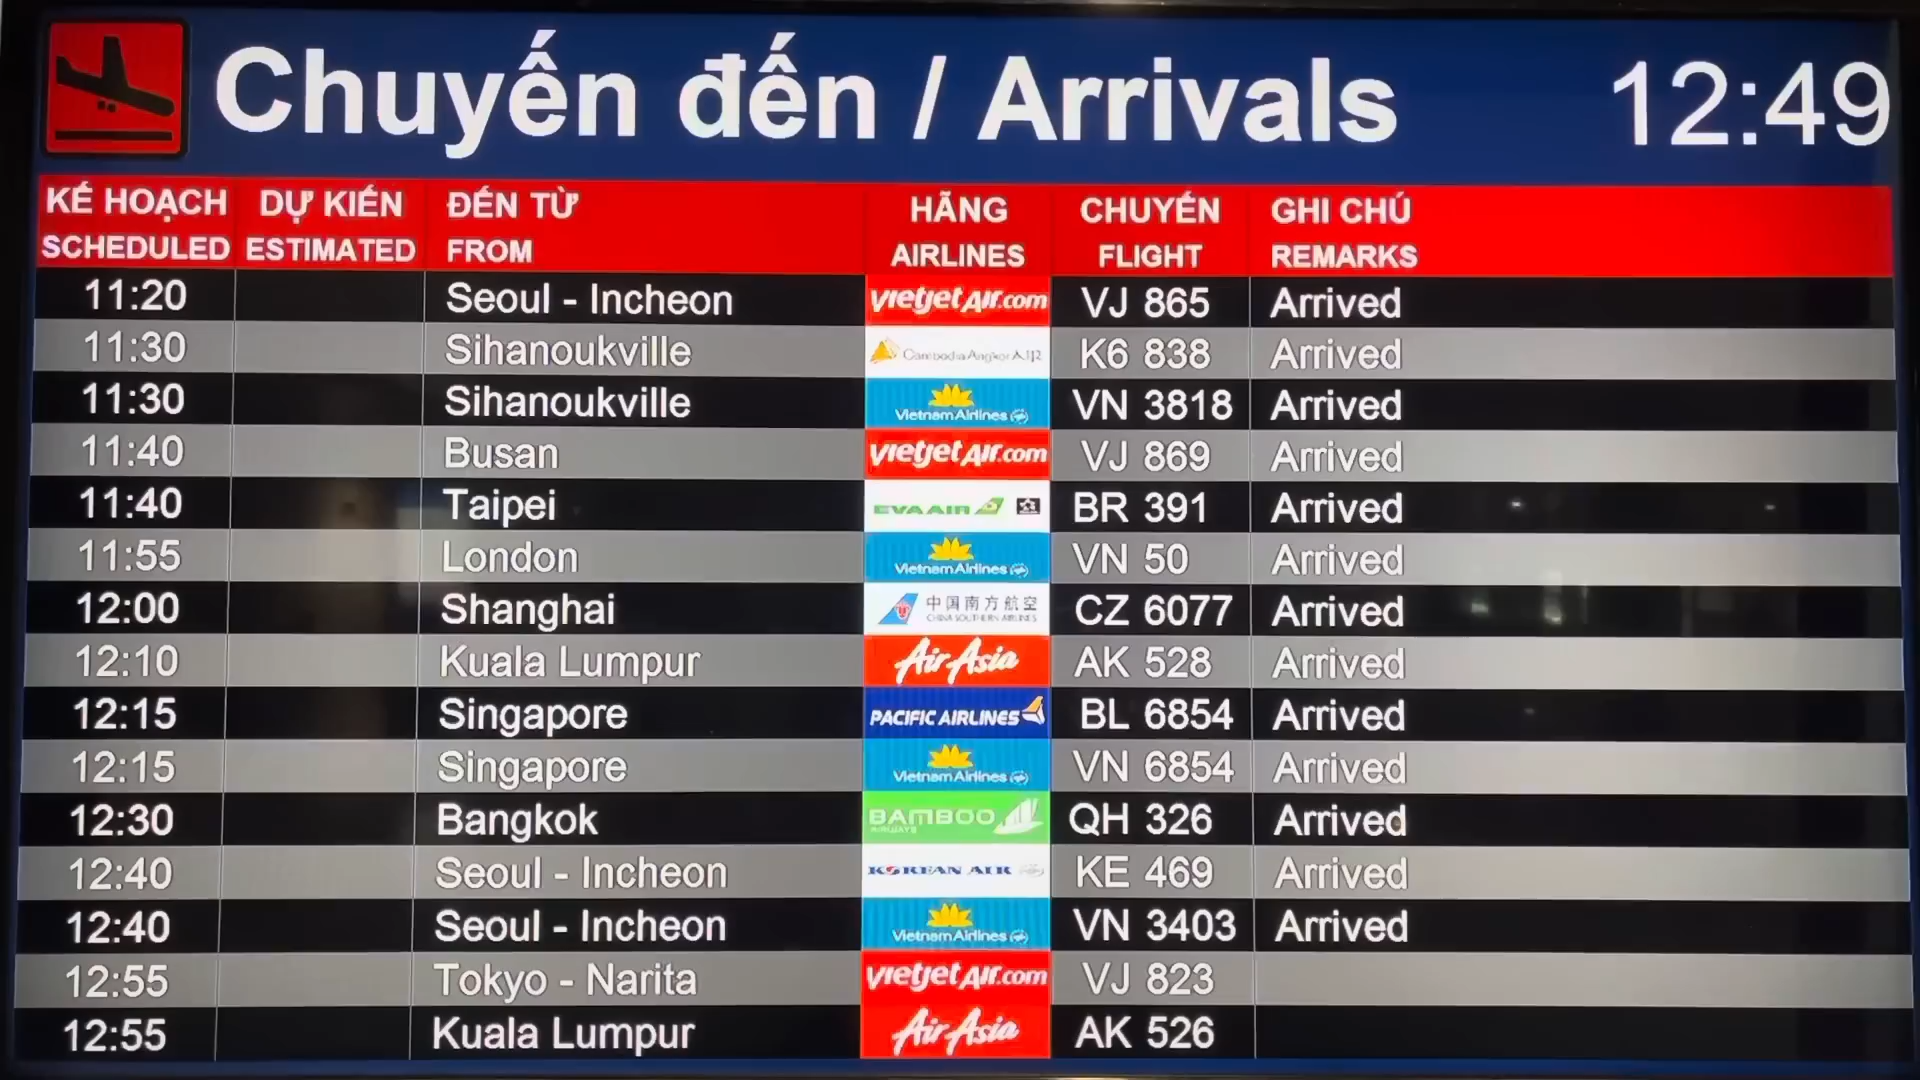 Chuyến đến / Arrivals 12:49
KẾ HOẠCH DỰ KIẾN ĐẾN TỪ HÃNG CHUYẾN GHI CHÚ
SCHEDULED ESTIMATED FROM AIRLINES FLIGHT REMARKS
11:20 Seoul - Incheon vietjetAir.com VJ 865 Arrived
11:30 Sihanoukville Cambodia Angkor AIR K6 838 Arrived
11:30 Sihanoukville Vietnam Airlines VN 3818 Arrived
11:40 Busan vietjetAir.com VJ 869 Arrived
11:40 Taipei EVA AIR BR 391 Arrived
11:55 London Vietnam Airlines VN 50 Arrived
12:00 Shanghai 中国南方航空 CHINA SOUTHERN AIRLINES CZ 6077 Arrived
12:10 Kuala Lumpur AirAsia AK 528 Arrived
12:15 Singapore PACIFIC AIRLINES BL 6854 Arrived
12:15 Singapore Vietnam Airlines VN 6854 Arrived
12:30 Bangkok BAMBOO AIRWAYS QH 326 Arrived
12:40 Seoul - Incheon KOREAN AIR KE 469 Arrived
12:40 Seoul - Incheon Vietnam Airlines VN 3403 Arrived
12:55 Tokyo - Narita vietjetAir.com VJ 823
12:55 Kuala Lumpur AirAsia AK 526